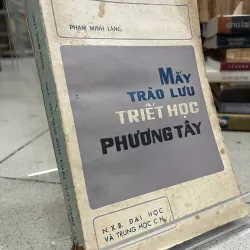 PHẠM MINH LĂNG
MẤY
TRÀO LƯU
TRIẾT HỌC
PHƯƠNG TÂY
N.X.B. ĐẠI HỌC
VÀ TRUNG HỌC C.N.